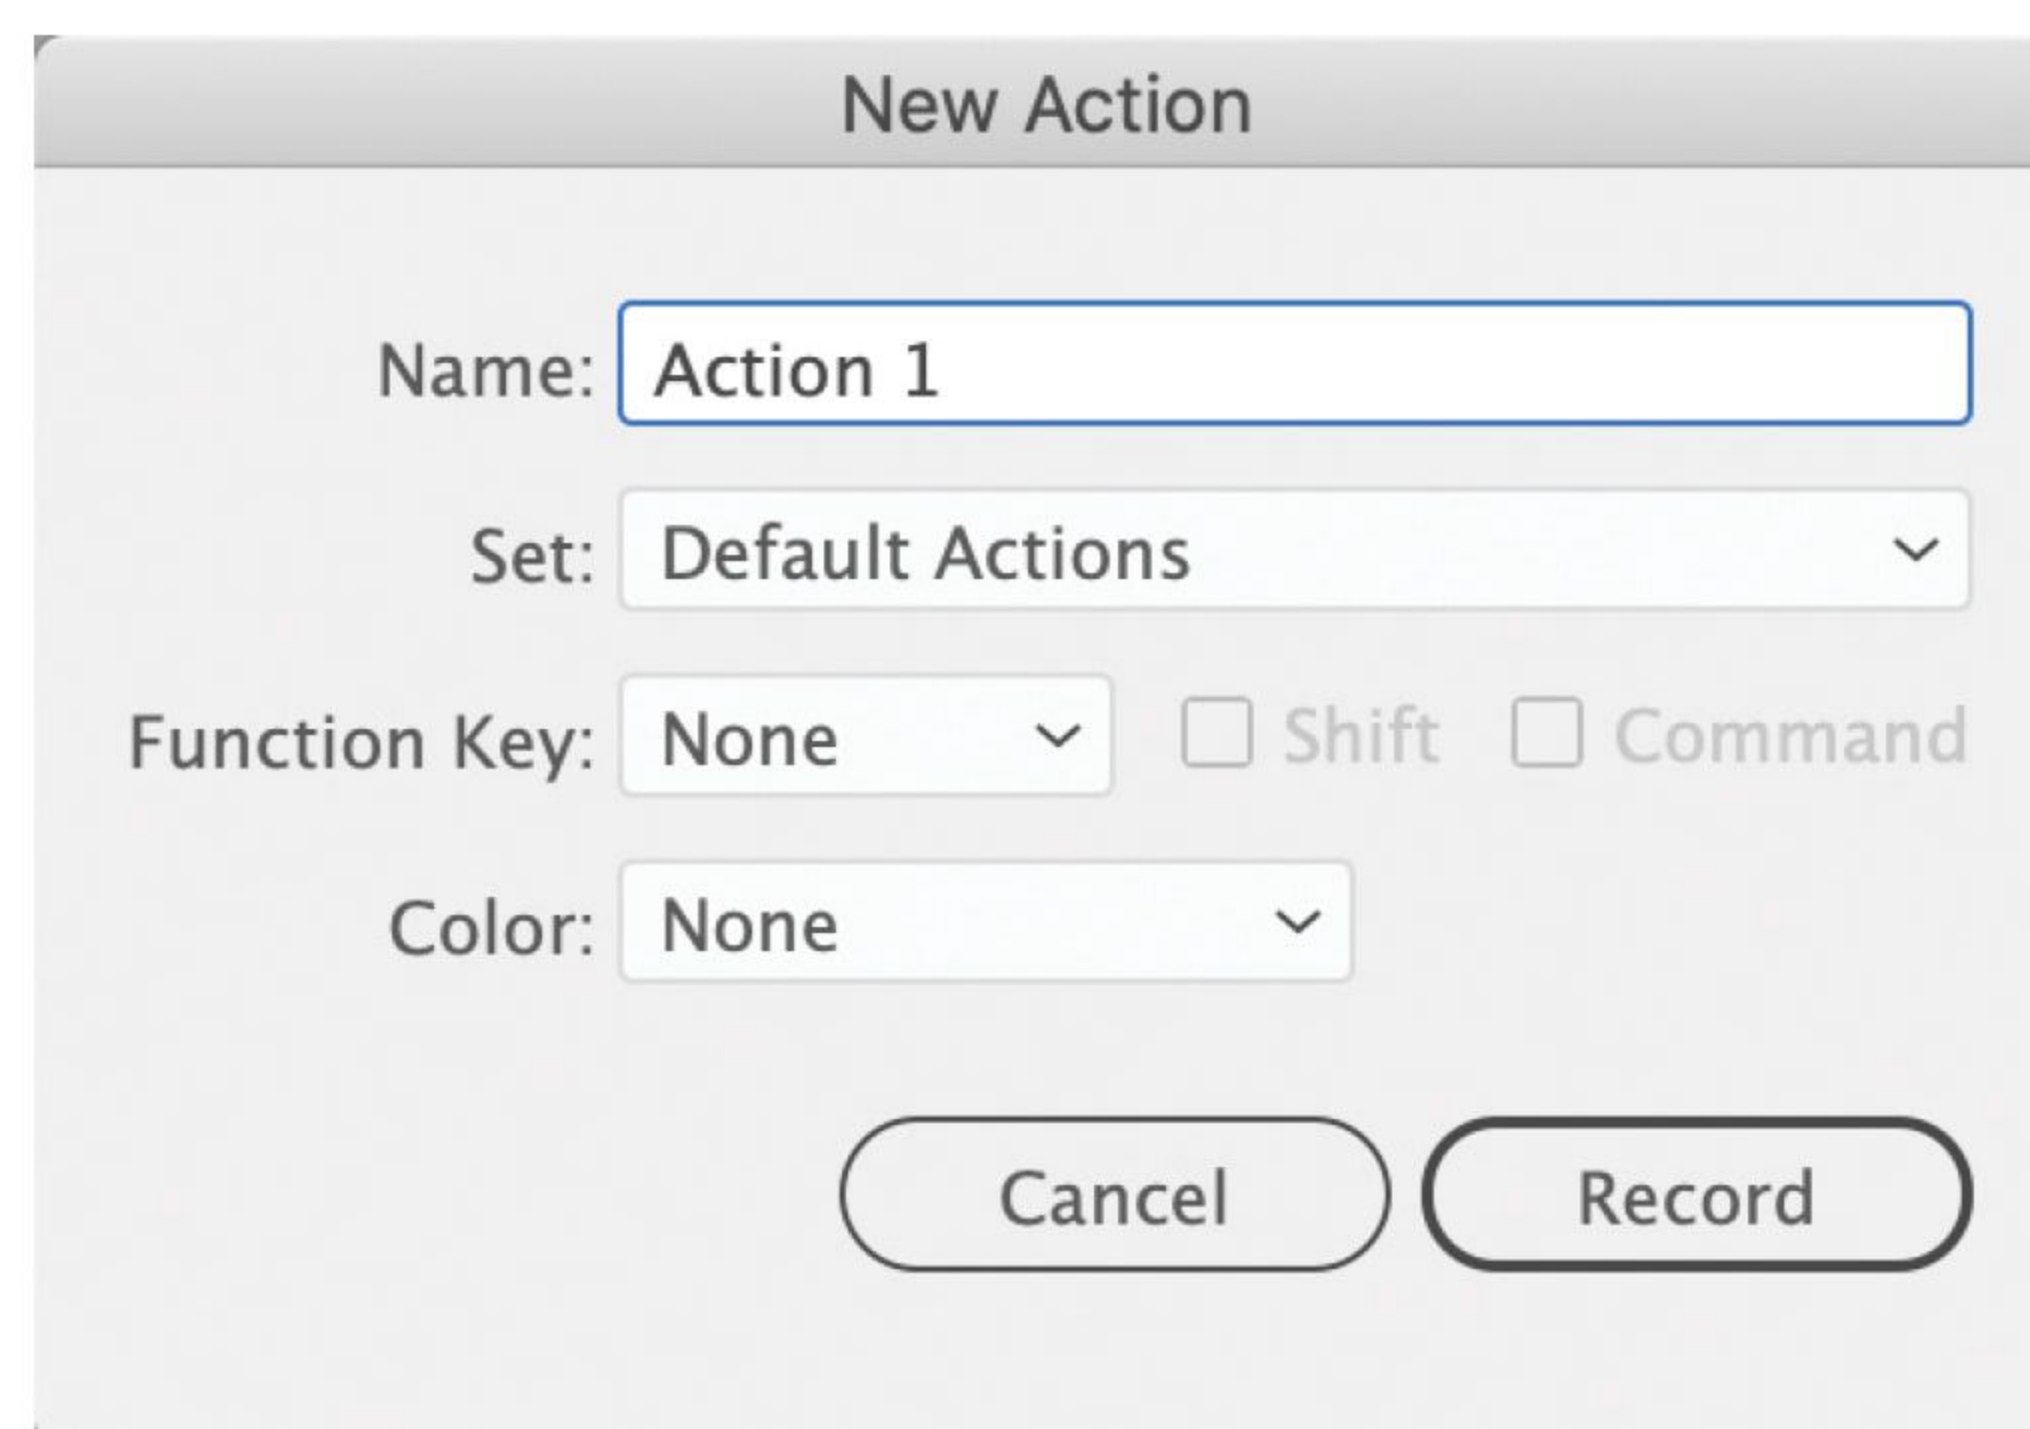 New Action
Name: Action 1
Set: Default Actions
Function Key: None Shift Command
Color: None
Cancel Record